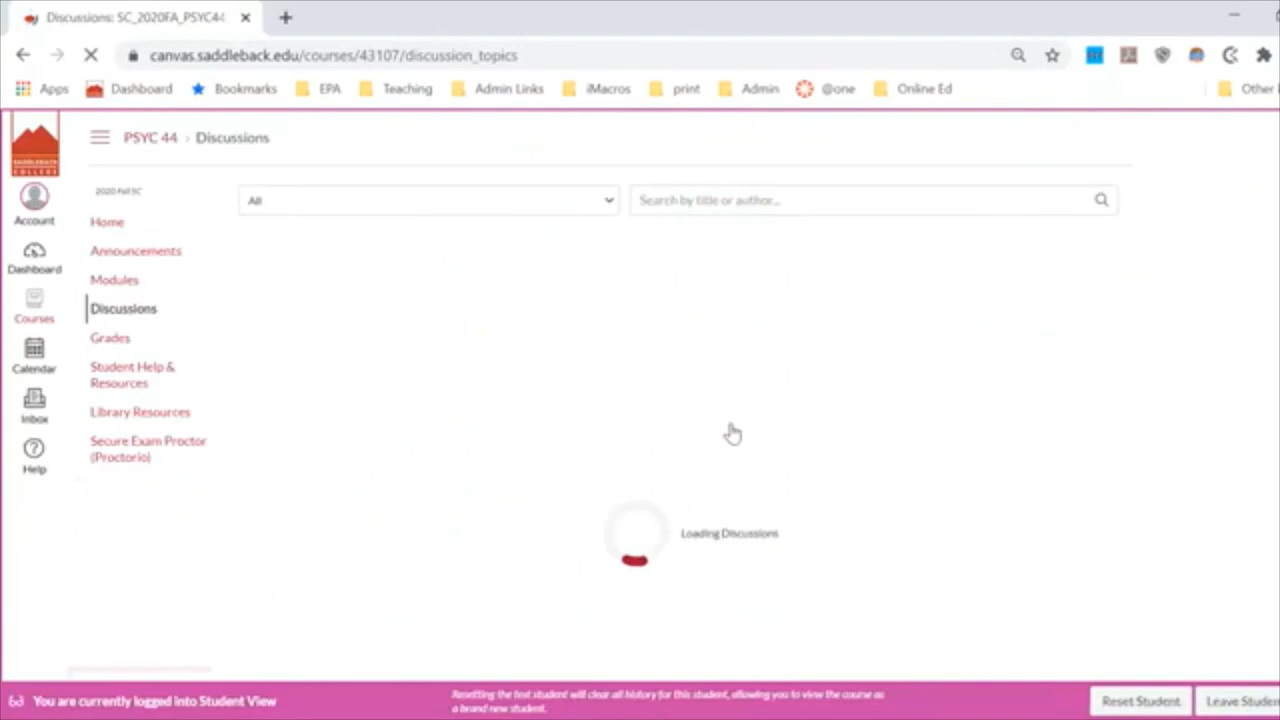 Discussions: SC_2020FA_PSYC44
canvas.saddleback.edu/courses/43107/discussion_topics
Apps Dashboard Bookmarks EPA Teaching Admin Links iMacros print Admin @one Online Ed Other
SADDLEBACK
COLLEGE
PSYC 44 › Discussions
2020 Fall SC
All
Search by title or author...
Account
Dashboard
Courses
Calendar
Inbox
Help
Home
Announcements
Modules
Discussions
Grades
Student Help &
Resources
Library Resources
Secure Exam Proctor
(Proctorio)
Loading Discussions
You are currently logged into Student View
Resetting the test student will clear all history for this student, allowing you to view the course as
a brand new student.
Reset Student
Leave Studen